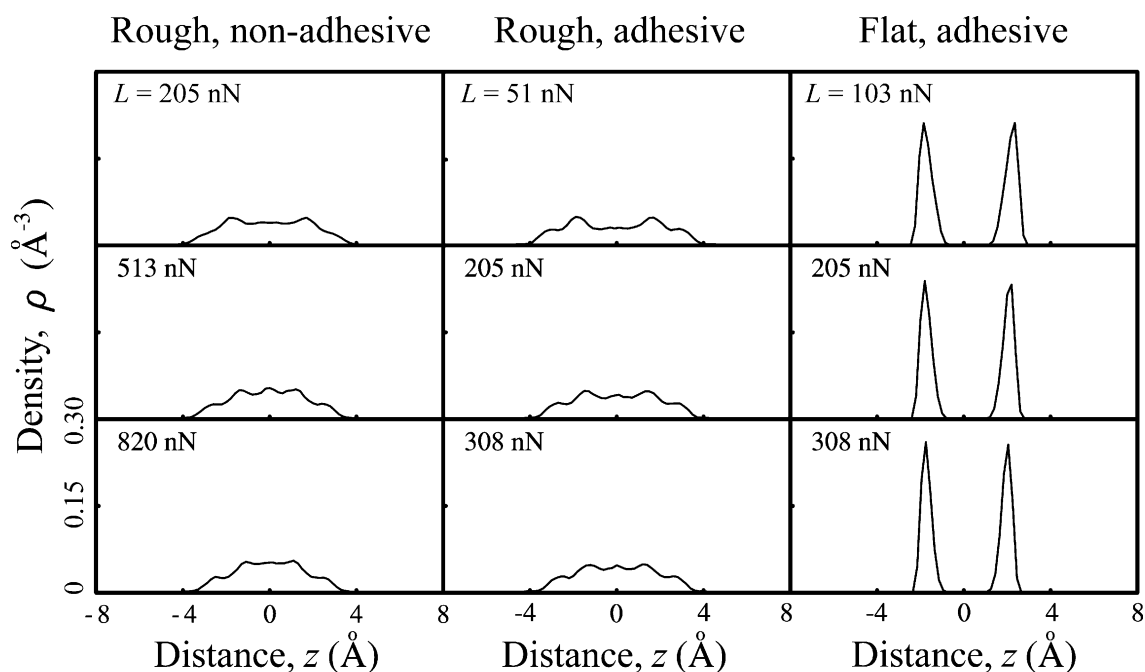 Rough, non-adhesive Rough, adhesive Flat, adhesive
L = 205 nN L = 51 nN L = 103 nN
513 nN 205 nN 205 nN
820 nN 308 nN 308 nN
Density, ρ (Å⁻³)
0.30
0.15
0
-8 -4 0 4 8 -4 0 4 8 -4 0 4 8
Distance, z (Å) Distance, z (Å) Distance, z (Å)